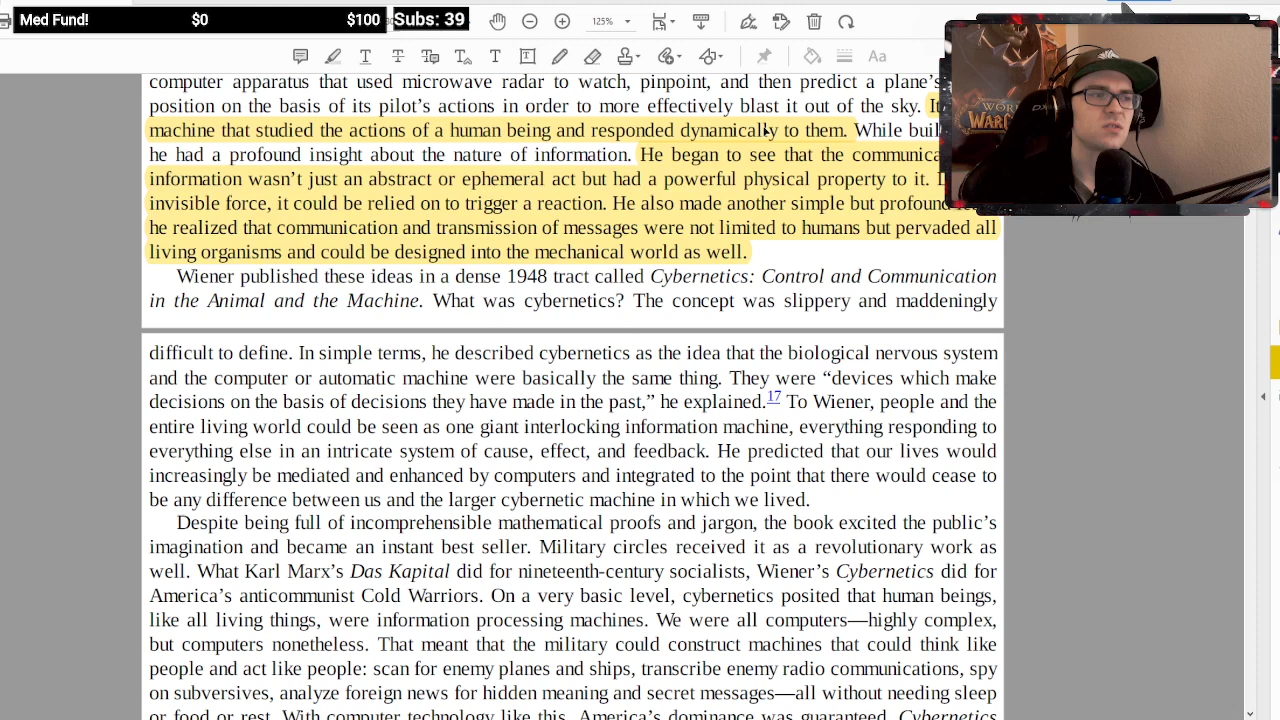 Med Fund! $0 $100 Subs: 39 125%
Aa
computer apparatus that used microwave radar to watch, pinpoint, and then predict a plane's
position on the basis of its pilot's actions in order to more effectively blast it out of the sky. It
machine that studied the actions of a human being and responded dynamically to them. While buil
he had a profound insight about the nature of information. He began to see that the communica
information wasn't just an abstract or ephemeral act but had a powerful physical property to it.
invisible force, it could be relied on to trigger a reaction. He also made another simple but profound
he realized that communication and transmission of messages were not limited to humans but pervaded all
living organisms and could be designed into the mechanical world as well.
Wiener published these ideas in a dense 1948 tract called Cybernetics: Control and Communication
in the Animal and the Machine. What was cybernetics? The concept was slippery and maddeningly
difficult to define. In simple terms, he described cybernetics as the idea that the biological nervous system
and the computer or automatic machine were basically the same thing. They were “devices which make
decisions on the basis of decisions they have made in the past,” he explained.17 To Wiener, people and the
entire living world could be seen as one giant interlocking information machine, everything responding to
everything else in an intricate system of cause, effect, and feedback. He predicted that our lives would
increasingly be mediated and enhanced by computers and integrated to the point that there would cease to
be any difference between us and the larger cybernetic machine in which we lived.
Despite being full of incomprehensible mathematical proofs and jargon, the book excited the public's
imagination and became an instant best seller. Military circles received it as a revolutionary work as
well. What Karl Marx's Das Kapital did for nineteenth-century socialists, Wiener's Cybernetics did for
America's anticommunist Cold Warriors. On a very basic level, cybernetics posited that human beings,
like all living things, were information processing machines. We were all computers—highly complex,
but computers nonetheless. That meant that the military could construct machines that could think like
people and act like people: scan for enemy planes and ships, transcribe enemy radio communications, spy
on subversives, analyze foreign news for hidden meaning and secret messages—all without needing sleep
or food or rest. With computer technology like this, America's dominance was guaranteed. Cybernetics